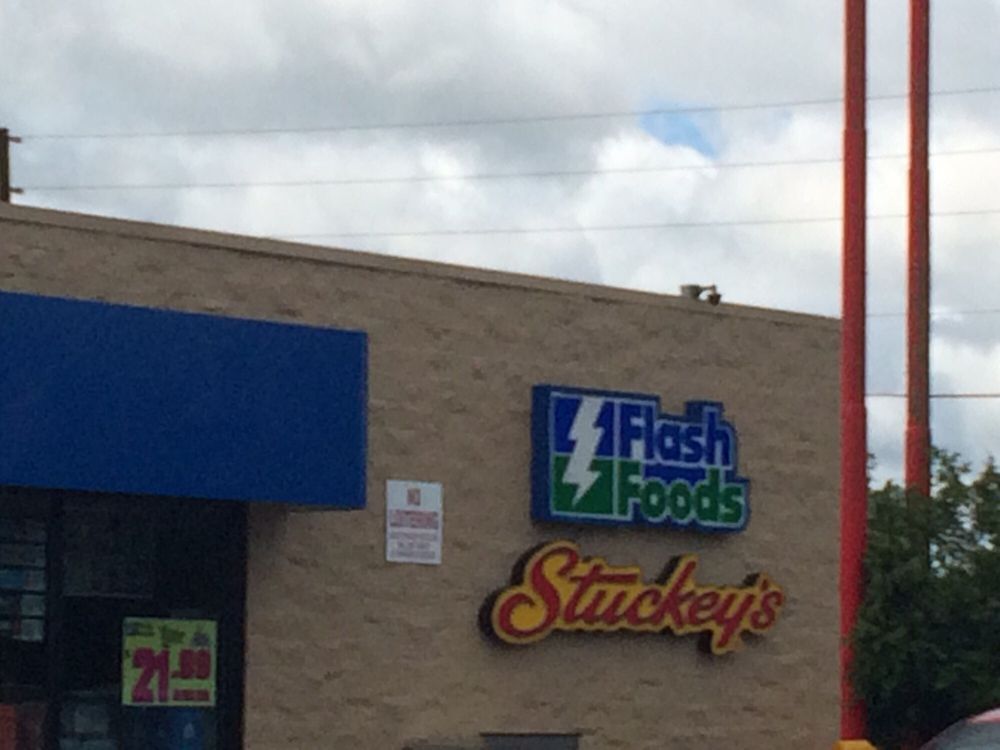 Flash
Foods
Stuckey's
NO
LOITERING
21.99